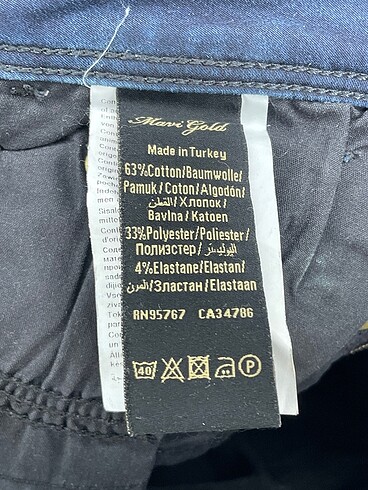 Mavi Gold
Made in Turkey
63%Cotton/Baumwolle/
Pamuk/Coton/Algodón/
القطن/Хлопок/
Bavlna/Katoen
33%Polyester/Poliester/
Полиэстер/البوليستر/
4%Elastane/Elastan/
المرن/Эластан/Elastaan
RN95767 CA34786
40 P